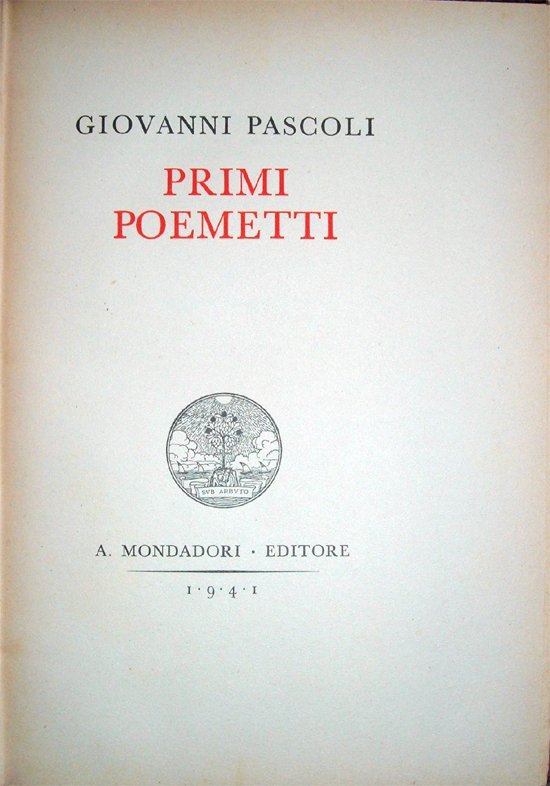 GIOVANNI PASCOLI
PRIMI
POEMETTI
SVB ARBVTO
A. MONDADORI · EDITORE
1·9·4·1